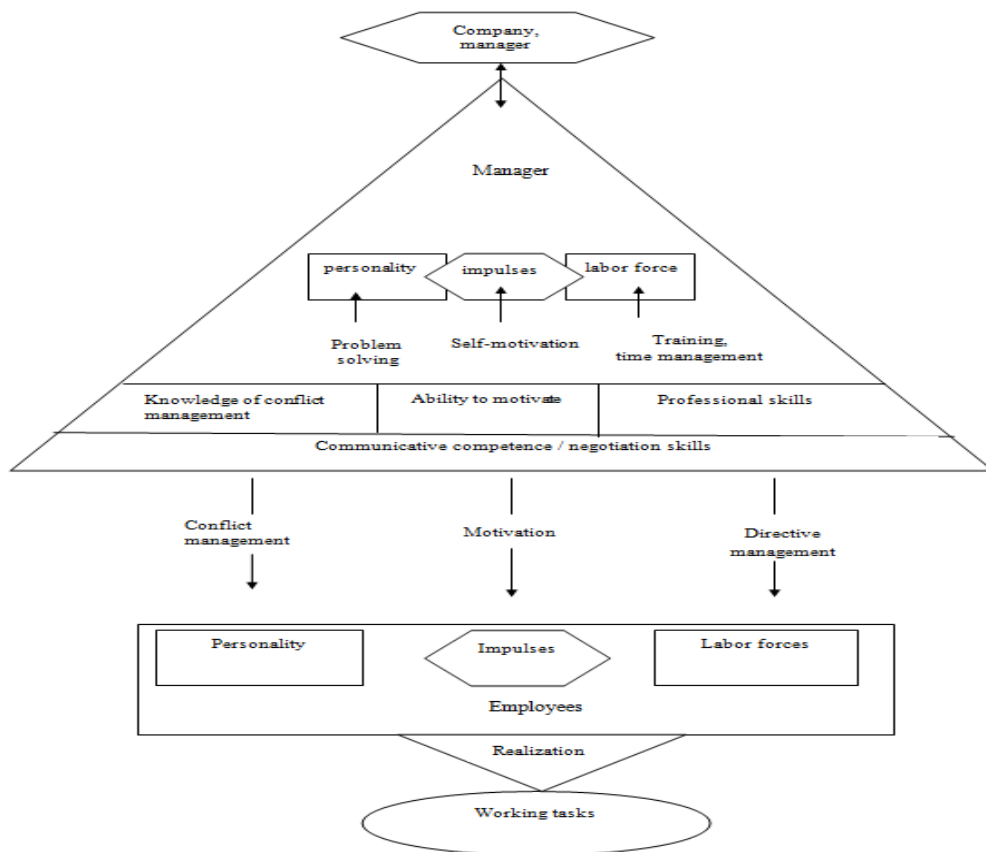 Company,
manager
Manager
personality
impulses
labor force
Problem
solving
Self-motivation
Training,
time management
Knowledge of conflict
management
Ability to motivate
Professional skills
Communicative competence / negotiation skills
Conflict
management
Motivation
Directive
management
Personality
Impulses
Labor forces
Employees
Realization
Working tasks